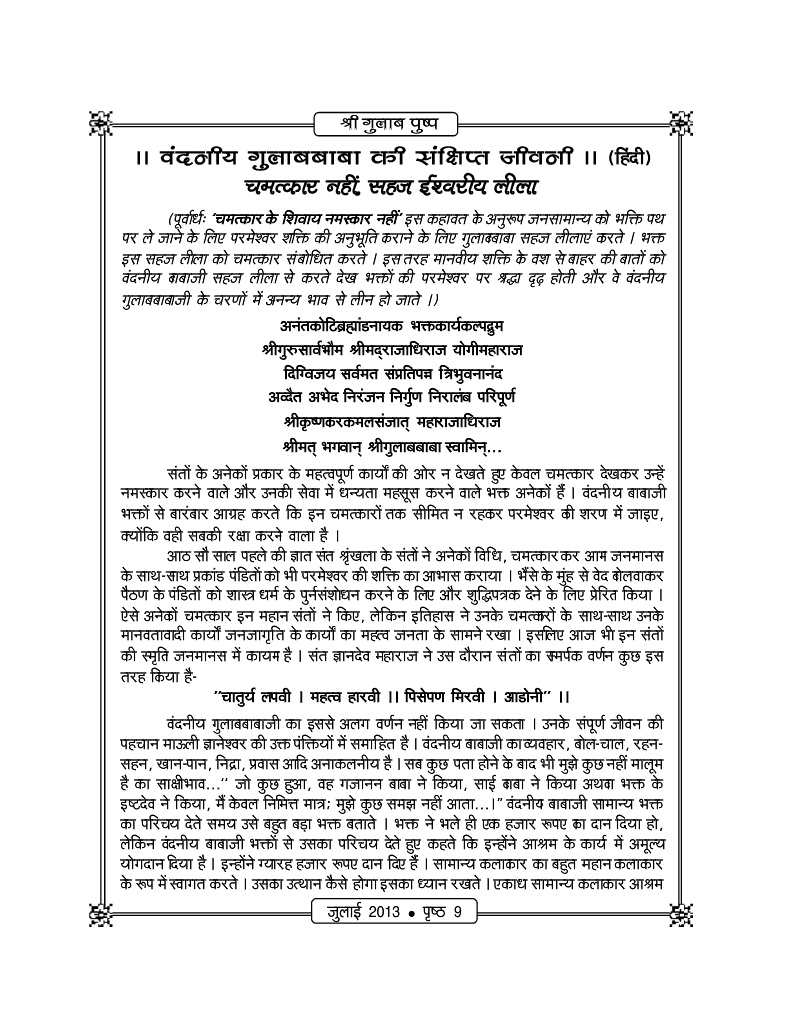 श्री गुलाब पुष्प
।। वंदनीय गुलाबबाबा की संक्षिप्त जीवनी ।। (हिंदी)
चमत्कार नहीं, सहज ईश्वरीय लीला
(पूर्वार्धः ‘चमत्कार के शिवाय नमस्कार नहीं’ इस कहावत के अनुरूप जनसामान्य को भक्ति पथ
पर ले जाने के लिए परमेश्वर शक्ति की अनुभूति कराने के लिए गुलाबबाबा सहज लीलाएं करते । भक्त
इस सहज लीला को चमत्कार संबोधित करते । इस तरह मानवीय शक्ति के वश से बाहर की बातों को
वंदनीय बाबाजी सहज लीला से करते देख भक्तों की परमेश्वर पर श्रद्धा दृढ़ होती और वे वंदनीय
गुलाबबाबाजी के चरणों में अनन्य भाव से लीन हो जाते ।)
अनंतकोटिब्रह्मांडनायक भक्तकार्यकल्पद्रुम
श्रीगुरुसार्वभौम श्रीमद्राजाधिराज योगीमहाराज
दिग्विजय सर्वमत संप्रतिपन्न त्रिभुवनानंद
अव्दैत अभेद निरंजन निर्गुण निरालंब परिपूर्ण
श्रीकृष्णकरकमलसंजात् महाराजाधिराज
श्रीमत् भगवान् श्रीगुलाबबाबा स्वामिन्...
संतों के अनेकों प्रकार के महत्वपूर्ण कार्यों की ओर न देखते हुए केवल चमत्कार देखकर उन्हें
नमस्कार करने वाले और उनकी सेवा में धन्यता महसूस करने वाले भक्त अनेकों हैं । वंदनीय बाबाजी
भक्तों से बारंबार आग्रह करते कि इन चमत्कारों तक सीमित न रहकर परमेश्वर की शरण में जाइए,
क्योंकि वही सबकी रक्षा करने वाला है ।
आठ सौ साल पहले की ज्ञात संत श्रृंखला के संतों ने अनेकों विधि, चमत्कार कर आम जनमानस
के साथ-साथ प्रकांड पंडितों को भी परमेश्वर की शक्ति का आभास कराया । भैंसे के मुंह से वेद बोलवाकर
पैठण के पंडितों को शास्त्र धर्म के पुर्नसंशोधन करने के लिए और शुद्धिपत्रक देने के लिए प्रेरित किया ।
ऐसे अनेकों चमत्कार इन महान संतों ने किए, लेकिन इतिहास ने उनके चमत्कारों के साथ-साथ उनके
मानवतावादी कार्यों जनजागृति के कार्यों का महत्व जनता के सामने रखा । इसलिए आज भी इन संतों
की स्मृति जनमानस में कायम है । संत ज्ञानदेव महाराज ने उस दौरान संतों का समर्पक वर्णन कुछ इस
तरह किया है-
‘‘चातुर्य लपवी । महत्व हारवी ।। पिसेपण मिरवी । आडोनी’’ ।।
वंदनीय गुलाबबाबाजी का इससे अलग वर्णन नहीं किया जा सकता । उनके संपूर्ण जीवन की
पहचान माऊली ज्ञानेश्वर की उक्त पंक्तियों में समाहित है । वंदनीय बाबाजी का व्यवहार, बोल-चाल, रहन-
सहन, खान-पान, निद्रा, प्रवास आदि अनाकलनीय है । सब कुछ पता होने के बाद भी मुझे कुछ नहीं मालूम
है का साक्षीभाव...‘‘ जो कुछ हुआ, वह गजानन बाबा ने किया, साई बाबा ने किया अथवा भक्त के
इष्टदेव ने किया, मैं केवल निमित्त मात्र; मुझे कुछ समझ नहीं आता...।’’ वंदनीय बाबाजी सामान्य भक्त
का परिचय देते समय उसे बहुत बड़ा भक्त बताते । भक्त ने भले ही एक हजार रूपए का दान दिया हो,
लेकिन वंदनीय बाबाजी भक्तों से उसका परिचय देते हुए कहते कि इन्होंने आश्रम के कार्य में अमूल्य
योगदान दिया है । इन्होंने ग्यारह हजार रूपए दान दिए हैं । सामान्य कलाकार का बहुत महान कलाकार
के रूप में स्वागत करते । उसका उत्थान कैसे होगा इसका ध्यान रखते । एकाध सामान्य कलाकार आश्रम
जुलाई 2013 ● पृष्ठ 9